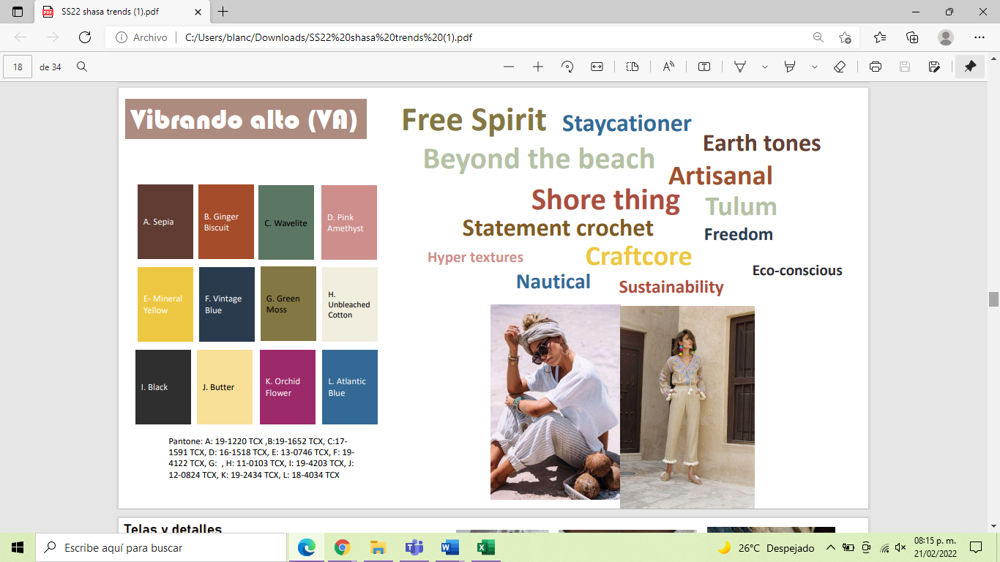 SS22 shasa trends (1).pdf
Archivo
C:/Users/blanc/Downloads/SS22%20shasa%20trends%20(1).pdf
18
de 34
Vibrando alto (VA)
Free Spirit
Staycationer
Earth tones
Beyond the beach
Artisanal
Shore thing
Tulum
Statement crochet
Freedom
Hyper textures
Craftcore
Eco-conscious
Nautical
Sustainability
A. Sepia
B. Ginger
Biscuit
C. Wavelite
D. Pink
Amethyst
E- Mineral
Yellow
F. Vintage
Blue
G. Green
Moss
H.
Unbleached
Cotton
I. Black
J. Butter
K. Orchid
Flower
L. Atlantic
Blue
Pantone: A: 19-1220 TCX ,B:19-1652 TCX, C:17-
1591 TCX, D: 16-1518 TCX, E: 13-0746 TCX, F: 19-
4122 TCX, G:  , H: 11-0103 TCX, I: 19-4203 TCX, J:
12-0824 TCX, K: 19-2434 TCX, L: 18-4034 TCX
Telas y detalles
Escribe aquí para buscar
26°C Despejado
08:15 p. m.
21/02/2022